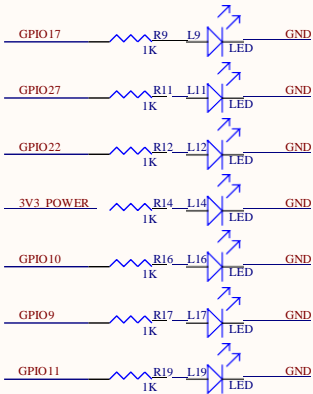 GPIO17 R9 L9 GND
1K LED
GPIO27 R11 L11 GND
1K LED
GPIO22 R12 L12 GND
1K LED
3V3_POWER R14 L14 GND
1K LED
GPIO10 R16 L16 GND
1K LED
GPIO9 R17 L17 GND
1K LED
GPIO11 R19 L19 GND
1K LED